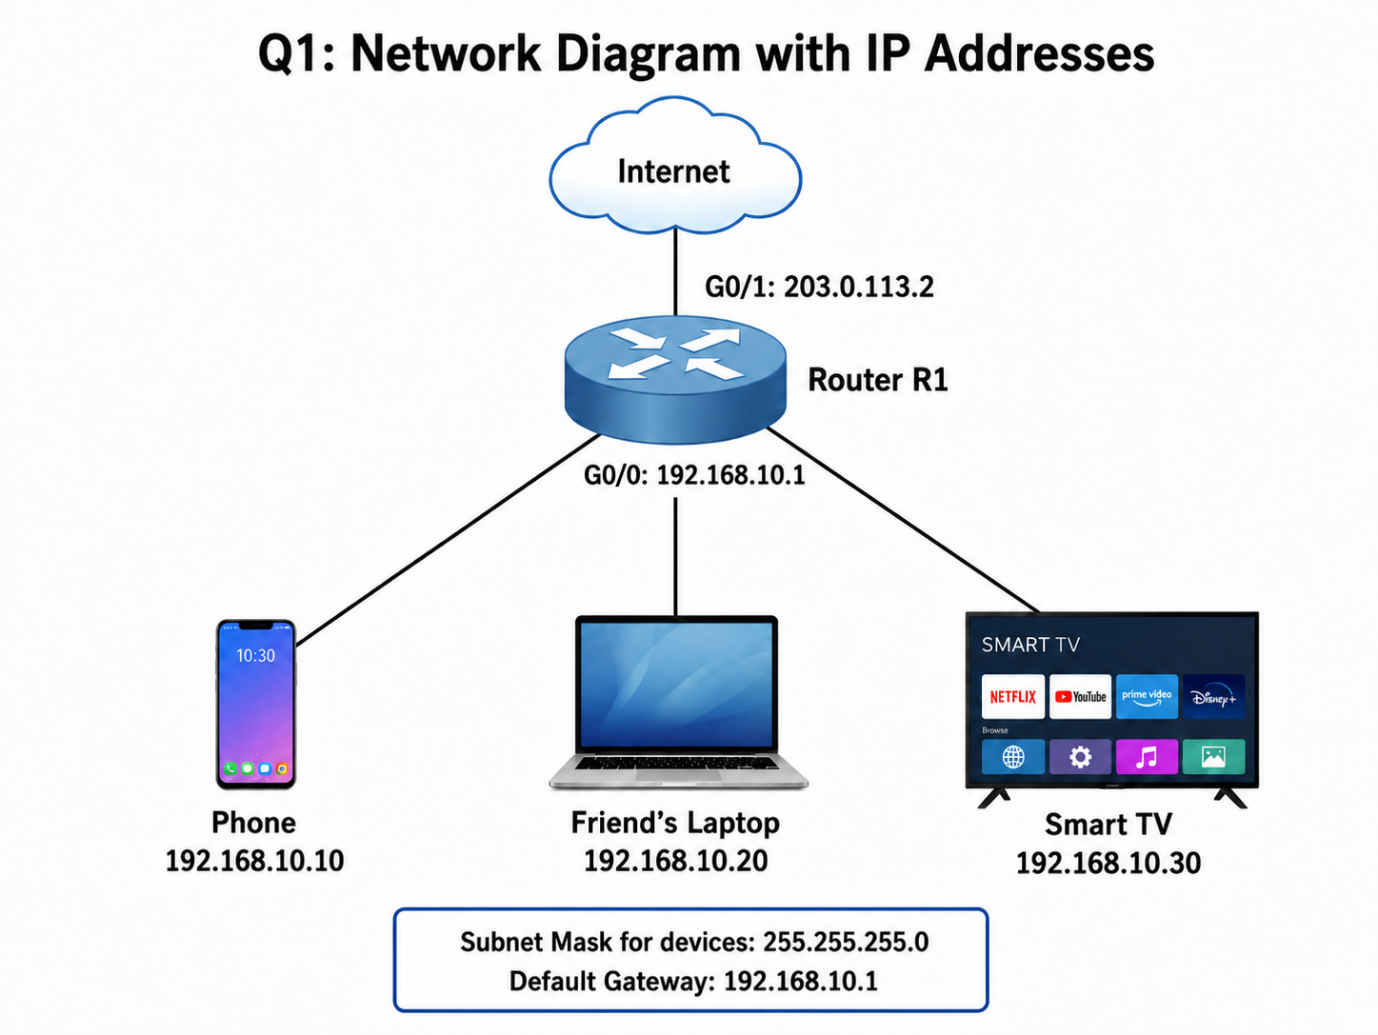 Q1: Network Diagram with IP Addresses
Internet
G0/1: 203.0.113.2
Router R1
G0/0: 192.168.10.1
10:30
SMART TV
NETFLIX YouTube prime video Disney+
Browse
Phone
192.168.10.10
Friend's Laptop
192.168.10.20
Smart TV
192.168.10.30
Subnet Mask for devices: 255.255.255.0
Default Gateway: 192.168.10.1